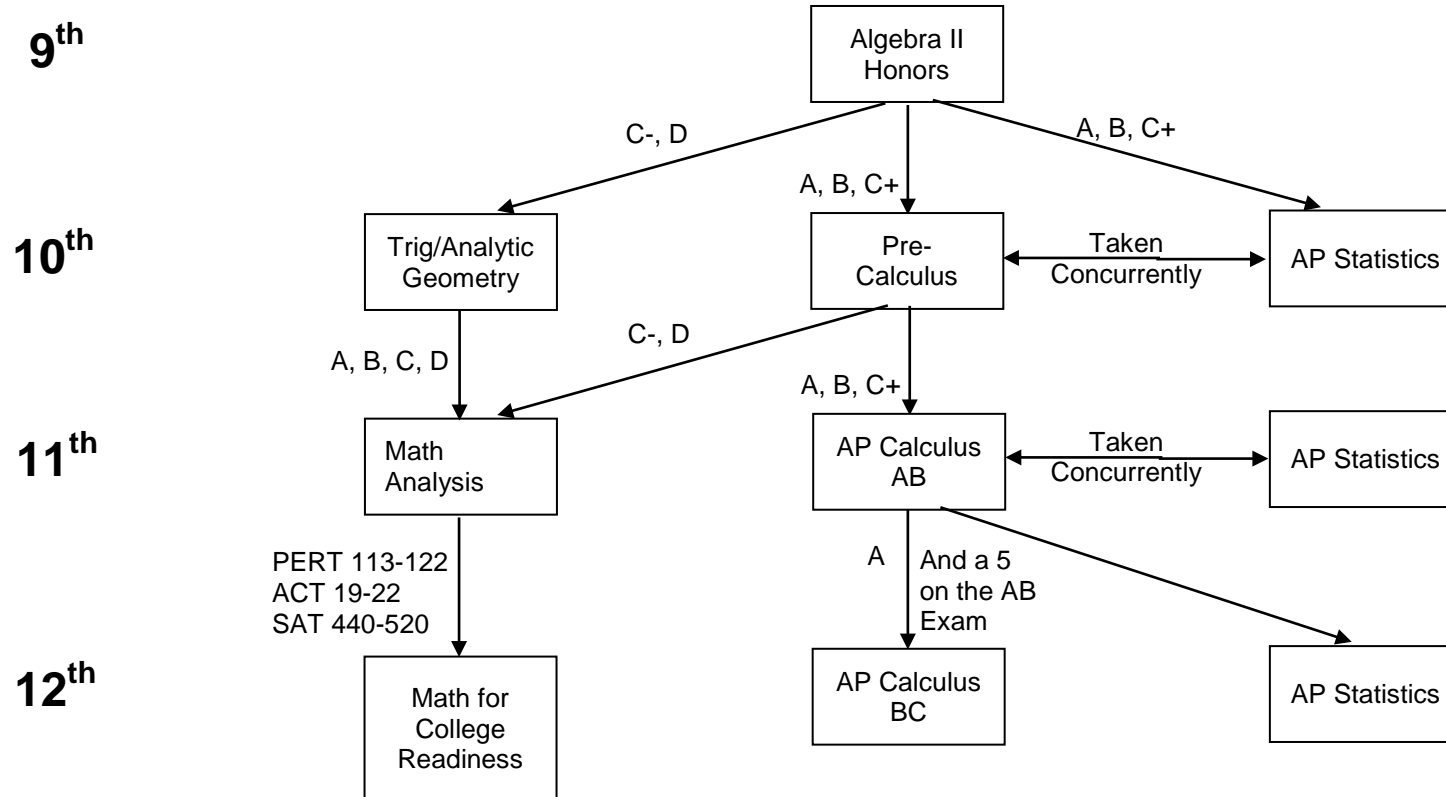 9th
Algebra II
Honors
C-, D
A, B, C+
A, B, C+
10th
Trig/Analytic
Geometry
Pre-
Calculus
Taken
Concurrently
AP Statistics
C-, D
A, B, C, D
A, B, C+
11th
Math
Analysis
AP Calculus
AB
Taken
Concurrently
AP Statistics
PERT 113-122
ACT 19-22
SAT 440-520
A
And a 5
on the AB
Exam
12th
Math for
College
Readiness
AP Calculus
BC
AP Statistics